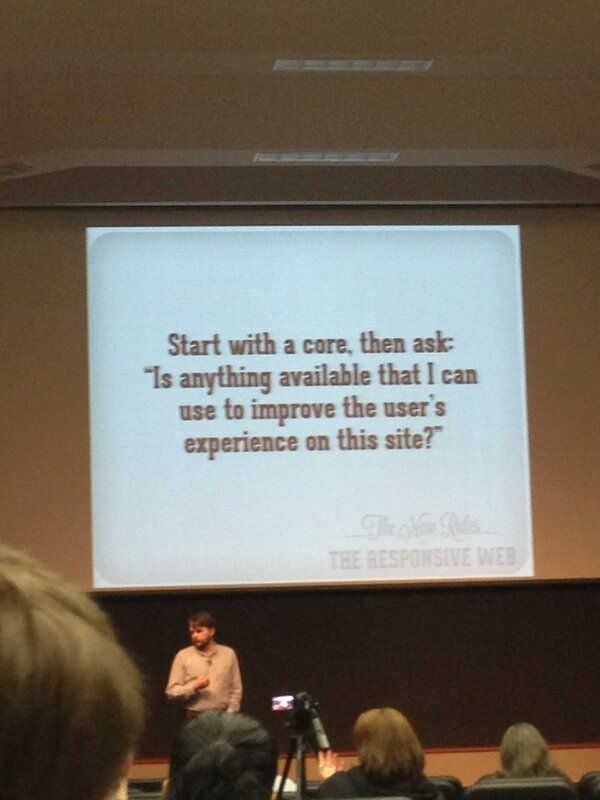 Start with a core, then ask:
"Is anything available that I can
use to improve the user's
experience on this site?"
The New Rules
THE RESPONSIVE WEB